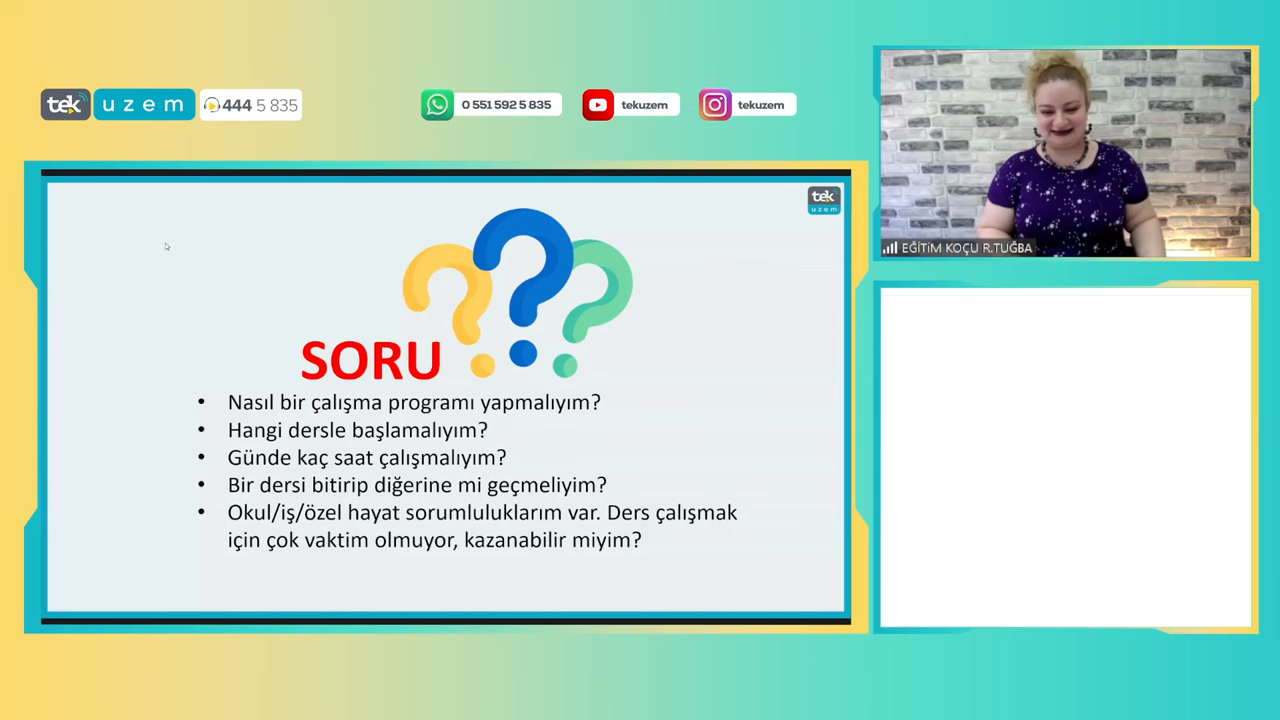 tek uzem 444 5 835
0 551 592 5 835
tekuzem
tekuzem
tek
uzem
EĞİTİM KOÇU R.TUĞBA
SORU
• Nasıl bir çalışma programı yapmalıyım?
• Hangi dersle başlamalıyım?
• Günde kaç saat çalışmalıyım?
• Bir dersi bitirip diğerine mi geçmeliyim?
• Okul/iş/özel hayat sorumluluklarım var. Ders çalışmak
için çok vaktim olmuyor, kazanabilir miyim?